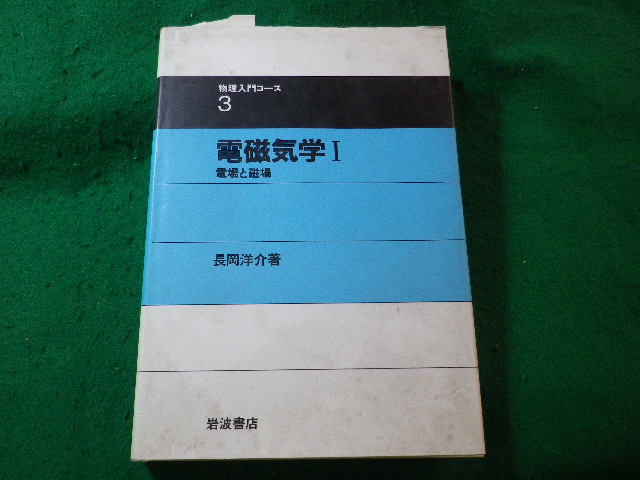 物理入門コース
3
電磁気学 I
電場と磁場
長岡洋介著
岩波書店